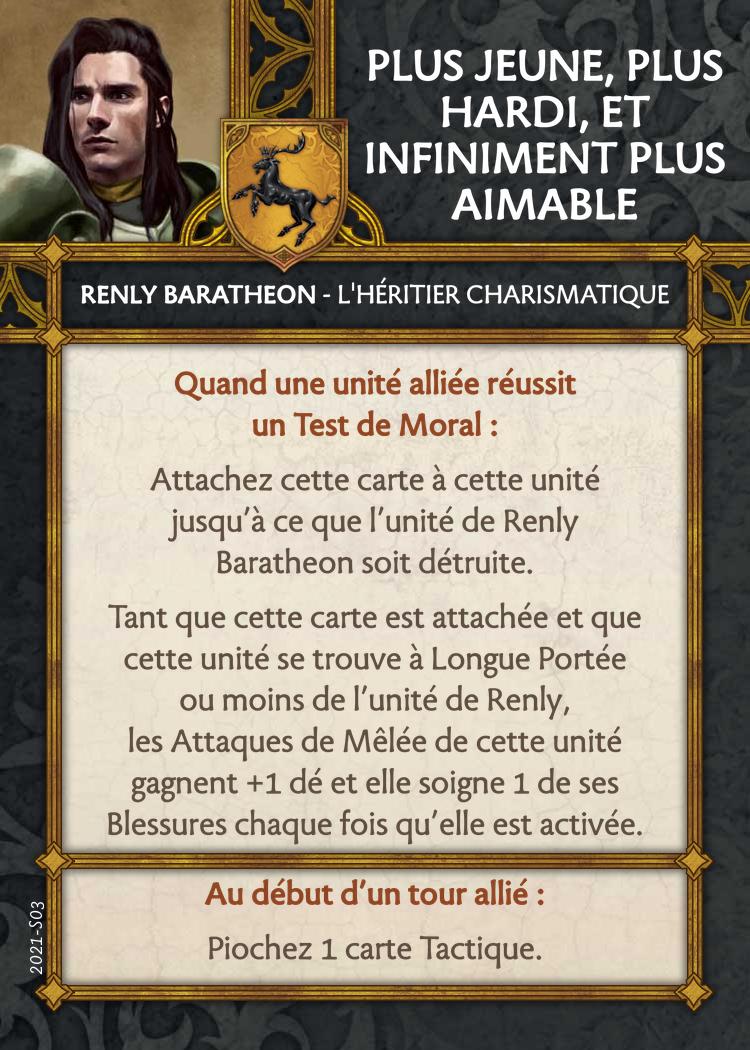 PLUS JEUNE, PLUS
HARDI, ET
INFINIMENT PLUS
AIMABLE
RENLY BARATHEON - L'HÉRITIER CHARISMATIQUE
Quand une unité alliée réussit
un Test de Moral :
Attachez cette carte à cette unité
jusqu’à ce que l’unité de Renly
Baratheon soit détruite.
Tant que cette carte est attachée et que
cette unité se trouve à Longue Portée
ou moins de l’unité de Renly,
les Attaques de Mêlée de cette unité
gagnent +1 dé et elle soigne 1 de ses
Blessures chaque fois qu’elle est activée.
Au début d’un tour allié :
Piochez 1 carte Tactique.
2021-S03